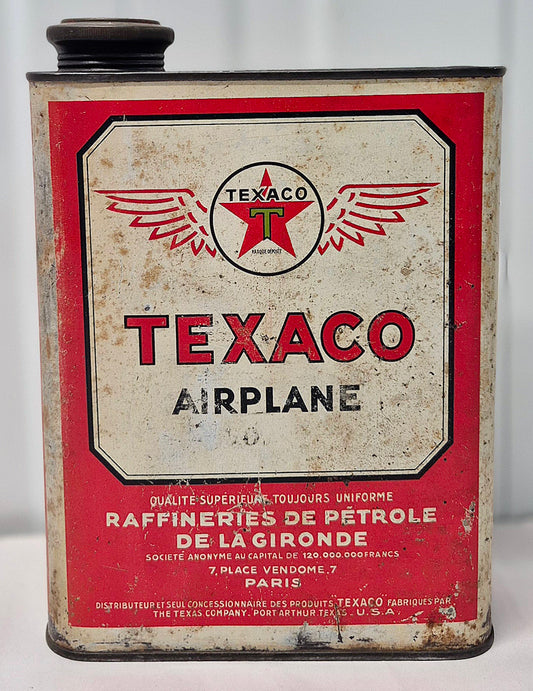 TEXACO
T
MARQUE DÉPOSÉE
TEXACO
AIRPLANE
QUALITÉ SUPÉRIEURE TOUJOURS UNIFORME
RAFFINERIES DE PÉTROLE
DE LA GIRONDE
SOCIÉTÉ ANONYME AU CAPITAL DE 120.000.000 FRANCS
7, PLACE VENDOME, 7
PARIS
DISTRIBUTEUR ET SEUL CONCESSIONNAIRE DES PRODUITS TEXACO FABRIQUÉS PAR
THE TEXAS COMPANY. PORT ARTHUR TEXAS. U.S.A.